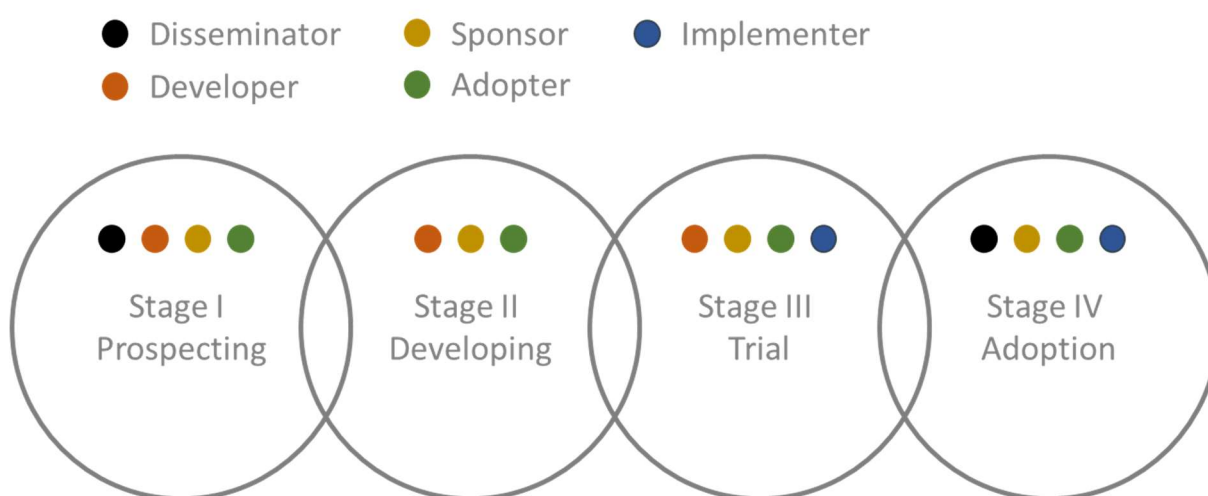 Disseminator
Sponsor
Implementer
Developer
Adopter
Stage I
Prospecting
Stage II
Developing
Stage III
Trial
Stage IV
Adoption